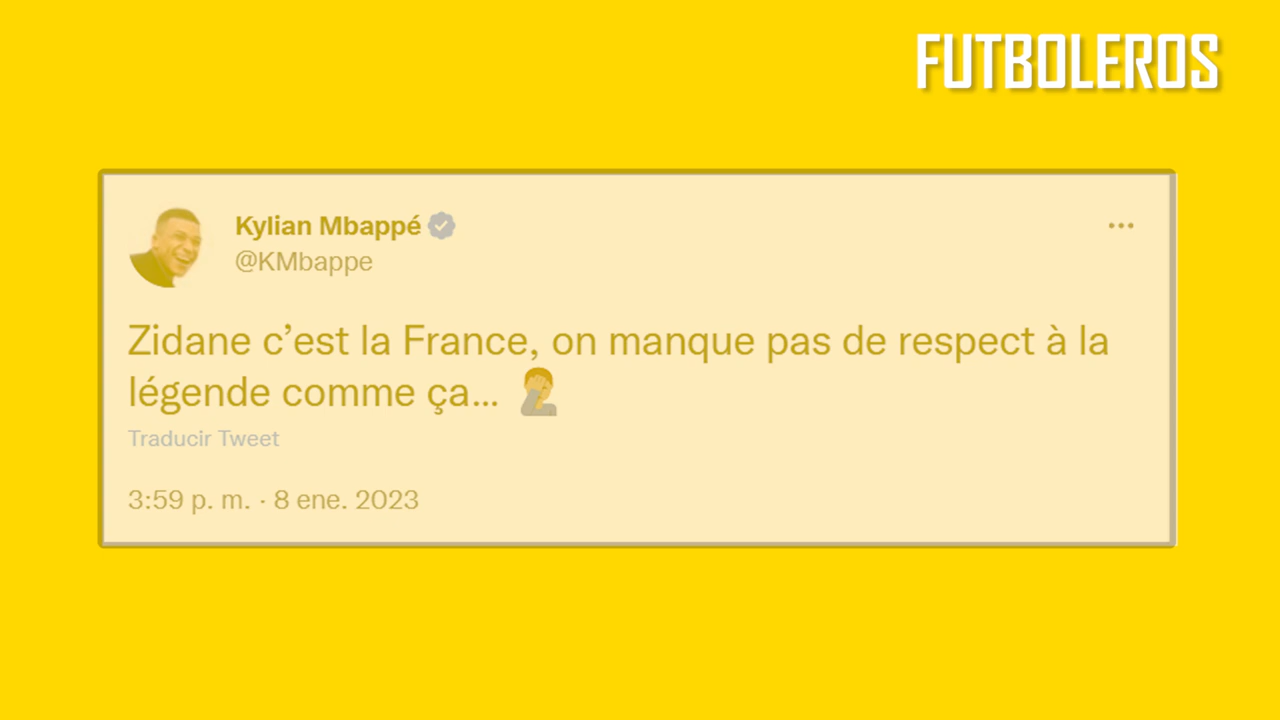 FUTBOLEROS
Kylian Mbappé
@KMbappe
Zidane c’est la France, on manque pas de respect à la
légende comme ça...
Traducir Tweet
3:59 p. m. · 8 ene. 2023